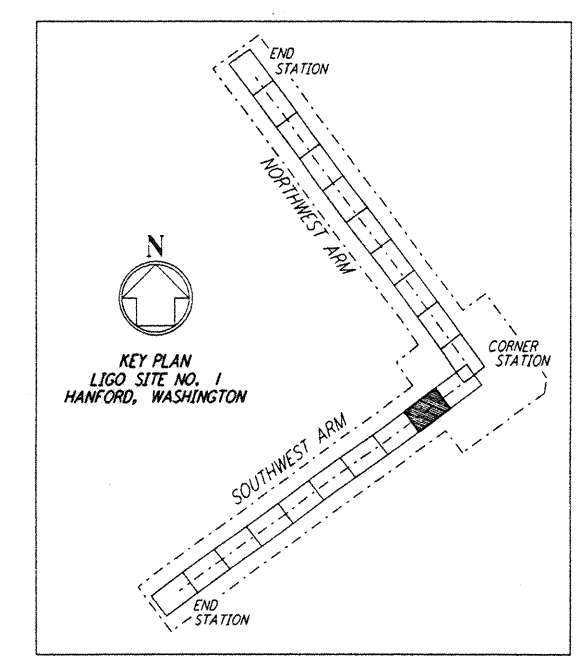 END
STATION
NORTHWEST ARM
N
KEY PLAN
LIGO SITE NO. 1
HANFORD, WASHINGTON
CORNER
STATION
SOUTHWEST ARM
END
STATION